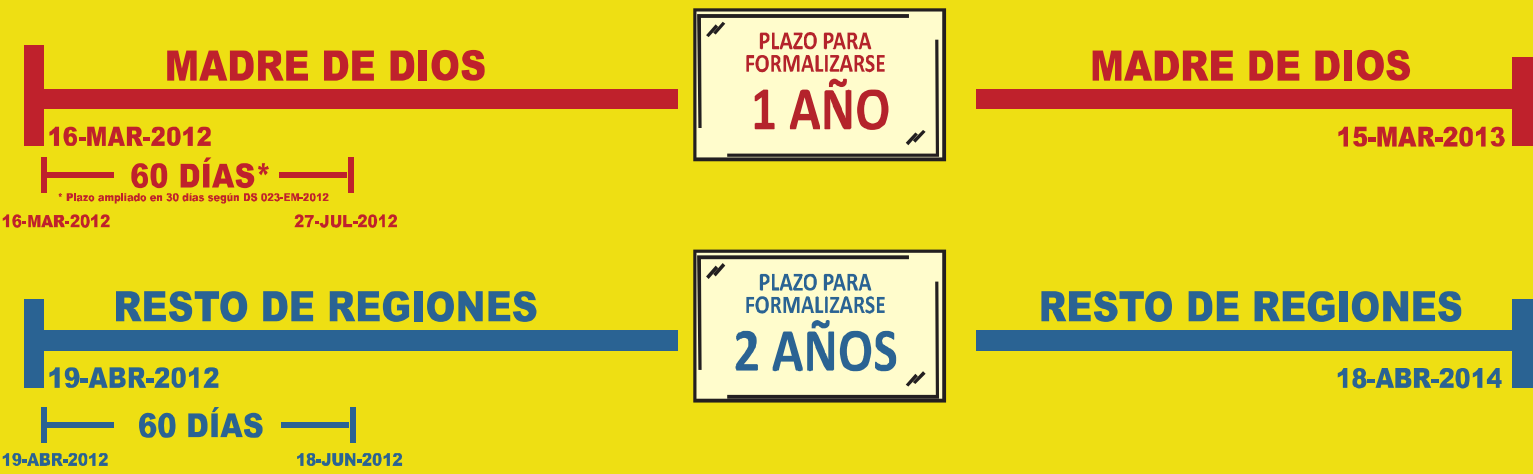 MADRE DE DIOS
PLAZO PARA
FORMALIZARSE
1 AÑO
MADRE DE DIOS
16-MAR-2012
15-MAR-2013
60 DÍAS*
* Plazo ampliado en 30 días según DS 023-EM-2012
16-MAR-2012
27-JUL-2012
RESTO DE REGIONES
PLAZO PARA
FORMALIZARSE
2 AÑOS
RESTO DE REGIONES
19-ABR-2012
18-ABR-2014
60 DÍAS
19-ABR-2012
18-JUN-2012